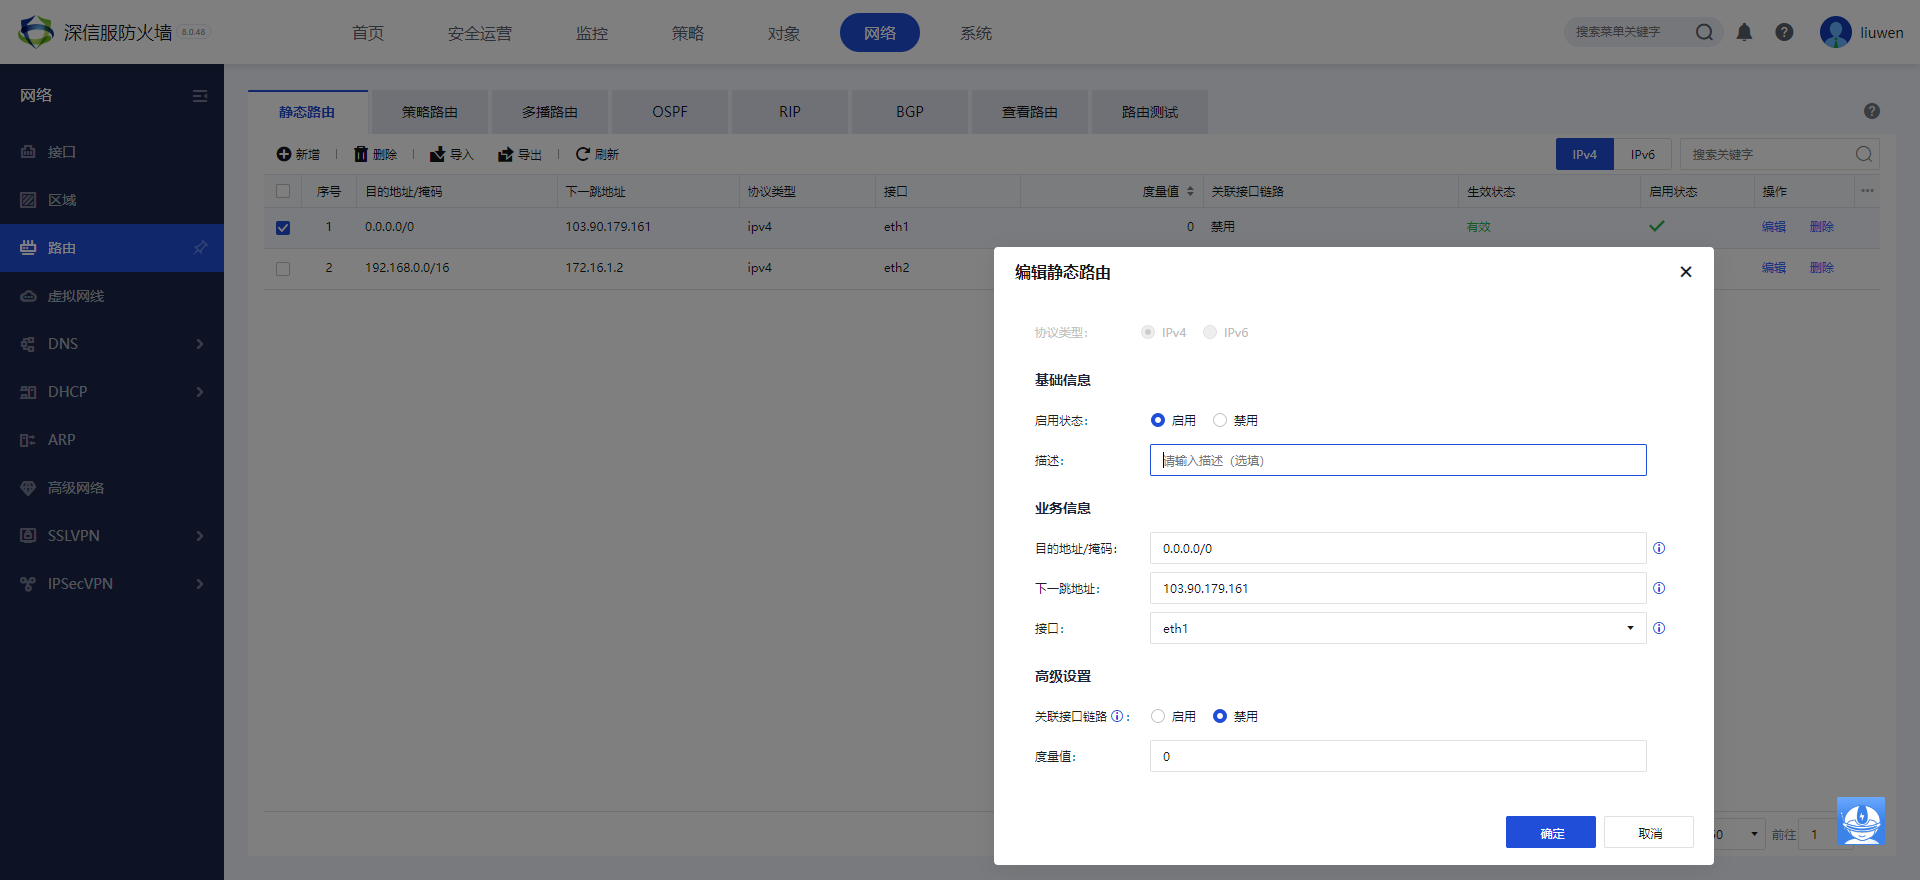 深信服防火墙 8.0.48 首页 安全运营 监控 策略 对象 网络 系统 搜索菜单关键字 liuwen
网络
接口
区域
路由
虚拟网线
DNS
DHCP
ARP
高级网络
SSLVPN
IPSecVPN
静态路由 策略路由 多播路由 OSPF RIP BGP 查看路由 路由测试
新增 删除 导入 导出 刷新 IPv4 IPv6 搜索关键字
序号 目的地址/掩码 下一跳地址 协议类型 接口 度量值 关联接口链路 生效状态 启用状态 操作
1 0.0.0.0/0 103.90.179.161 ipv4 eth1 0 禁用 有效 编辑 删除
2 192.168.0.0/16 172.16.1.2 ipv4 eth2 编辑 删除
编辑静态路由
协议类型: IPv4 IPv6
基础信息
启用状态: 启用 禁用
描述: 请输入描述（选填）
业务信息
目的地址/掩码: 0.0.0.0/0
下一跳地址: 103.90.179.161
接口: eth1
高级设置
关联接口链路 : 启用 禁用
度量值: 0
确定 取消
前往 1